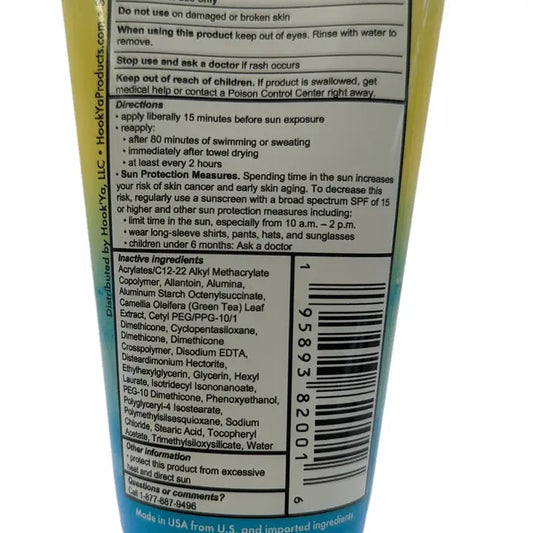 use only
Do not use on damaged or broken skin
When using this product keep out of eyes. Rinse with water to
remove.
Stop use and ask a doctor if rash occurs
Keep out of reach of children. If product is swallowed, get
medical help or contact a Poison Control Center right away.
Directions
• apply liberally 15 minutes before sun exposure
• reapply:
• after 80 minutes of swimming or sweating
• immediately after towel drying
• at least every 2 hours
• Sun Protection Measures. Spending time in the sun increases
your risk of skin cancer and early skin aging. To decrease this
risk, regularly use a sunscreen with a broad spectrum SPF of 15
or higher and other sun protection measures including:
• limit time in the sun, especially from 10 a.m. – 2 p.m.
• wear long-sleeve shirts, pants, hats, and sunglasses
• children under 6 months: Ask a doctor
Inactive ingredients
Acrylates/C12-22 Alkyl Methacrylate
Copolymer, Allantoin, Alumina,
Aluminum Starch Octenylsuccinate,
Camellia Oleifera (Green Tea) Leaf
Extract, Cetyl PEG/PPG-10/1
Dimethicone, Cyclopentasiloxane,
Dimethicone, Dimethicone
Crosspolymer, Disodium EDTA,
Disteardimonium Hectorite,
Ethylhexylglycerin, Glycerin, Hexyl
Laurate, Isotridecyl Isononanoate,
PEG-10 Dimethicone, Phenoxyethanol,
Polyglyceryl-4 Isostearate,
Polymethylsilsesquioxane, Sodium
Chloride, Stearic Acid, Tocopheryl
Acetate, Trimethylsiloxysilicate, Water
Other information
• protect this product from excessive
heat and direct sun
Questions or comments?
Call 1-877-887-9496
1 95893 82001 6
Distributed by Hook'Ya, LLC • HookYaProducts.com
Made in USA from U.S. and imported ingredients